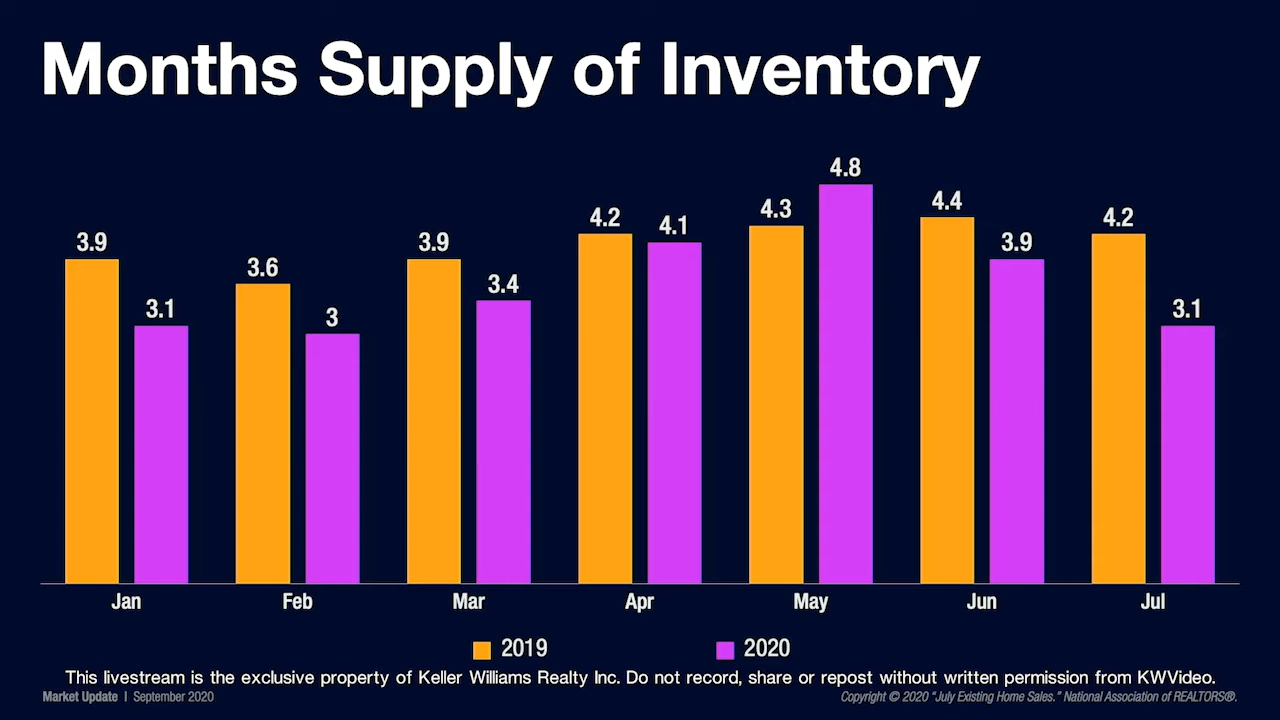 Months Supply of Inventory
3.9 3.1 3.6 3 3.9 3.4 4.2 4.1 4.3 4.8 4.4 3.9 4.2 3.1
Jan Feb Mar Apr May Jun Jul
2019 2020
This livestream is the exclusive property of Keller Williams Realty Inc. Do not record, share or repost without written permission from KWVideo.
Market Update | September 2020 Copyright © 2020 “July Existing Home Sales.” National Association of REALTORS®.